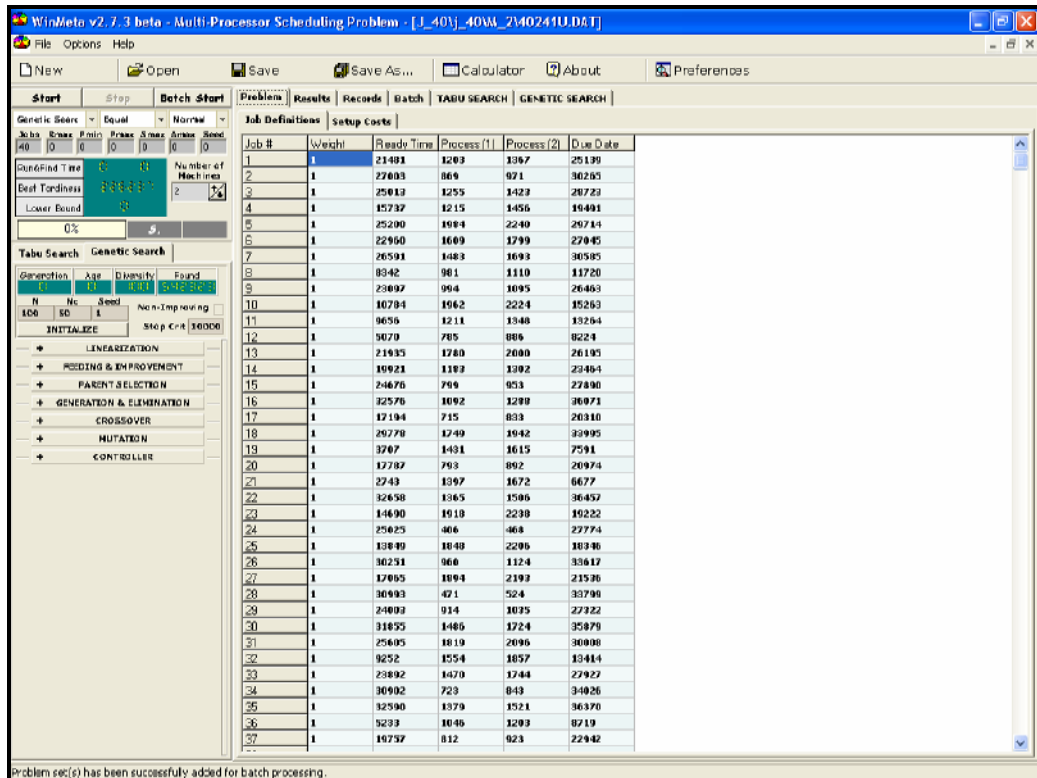 WinMeta v2.7.3 beta - Multi-Processor Scheduling Problem - [J_40\j_40\M_2\40241U.DAT]
File Options Help
New Open Save Save As... Calculator About Preferences
Start Stop Batch Start
Genetic Searc Equal Normal
Jobs Rmax Pmin Pmax Smax Amax Seed
40 0 0 0 0 0 0
Run&Find Time 0 0
Number of Machines
2
Best Tardiness
Lower Bound 0
0% S.
Tabu Search Genetic Search
Generation Age Diversity Found
0 0
N Nc Seed
100 50 1
Non-Improving
INITIALIZE Stop Crit 10000
+ LINEARIZATION
+ FEEDING & IMPROVEMENT
+ PARENT SELECTION
+ GENERATION & ELIMINATION
+ CROSSOVER
+ MUTATION
+ CONTROLLER
Problem Results Records Batch TABU SEARCH GENETIC SEARCH
Job Definitions Setup Costs
Job # Weight Ready Time Process (1) Process (2) Due Date
1 1 21481 1203 1367 25139
2 1 27003 869 971 30265
3 1 25013 1255 1423 28723
4 1 15737 1215 1456 19491
5 1 25200 1984 2240 29714
6 1 22960 1609 1799 27045
7 1 26591 1483 1693 30585
8 1 8342 981 1110 11720
9 1 23097 994 1095 26463
10 1 10784 1962 2224 15263
11 1 9656 1211 1348 13264
12 1 5070 785 886 8224
13 1 21935 1780 2000 26195
14 1 19921 1183 1302 23464
15 1 24676 799 953 27890
16 1 32576 1092 1288 36071
17 1 17194 715 833 20310
18 1 29778 1749 1942 33995
19 1 3707 1431 1615 7591
20 1 17787 793 892 20974
21 1 2743 1397 1672 6677
22 1 32658 1365 1506 36457
23 1 14690 1918 2238 19222
24 1 25025 406 468 27774
25 1 13849 1848 2206 18346
26 1 30251 960 1124 33617
27 1 17065 1894 2193 21536
28 1 30993 471 524 33799
29 1 24003 914 1035 27322
30 1 31855 1486 1724 35879
31 1 25605 1819 2096 30008
32 1 9252 1554 1857 13414
33 1 23892 1470 1744 27927
34 1 30902 723 843 34026
35 1 32590 1379 1521 36370
36 1 5233 1046 1203 8719
37 1 19757 812 923 22942
Problem set(s) has been successfully added for batch processing.